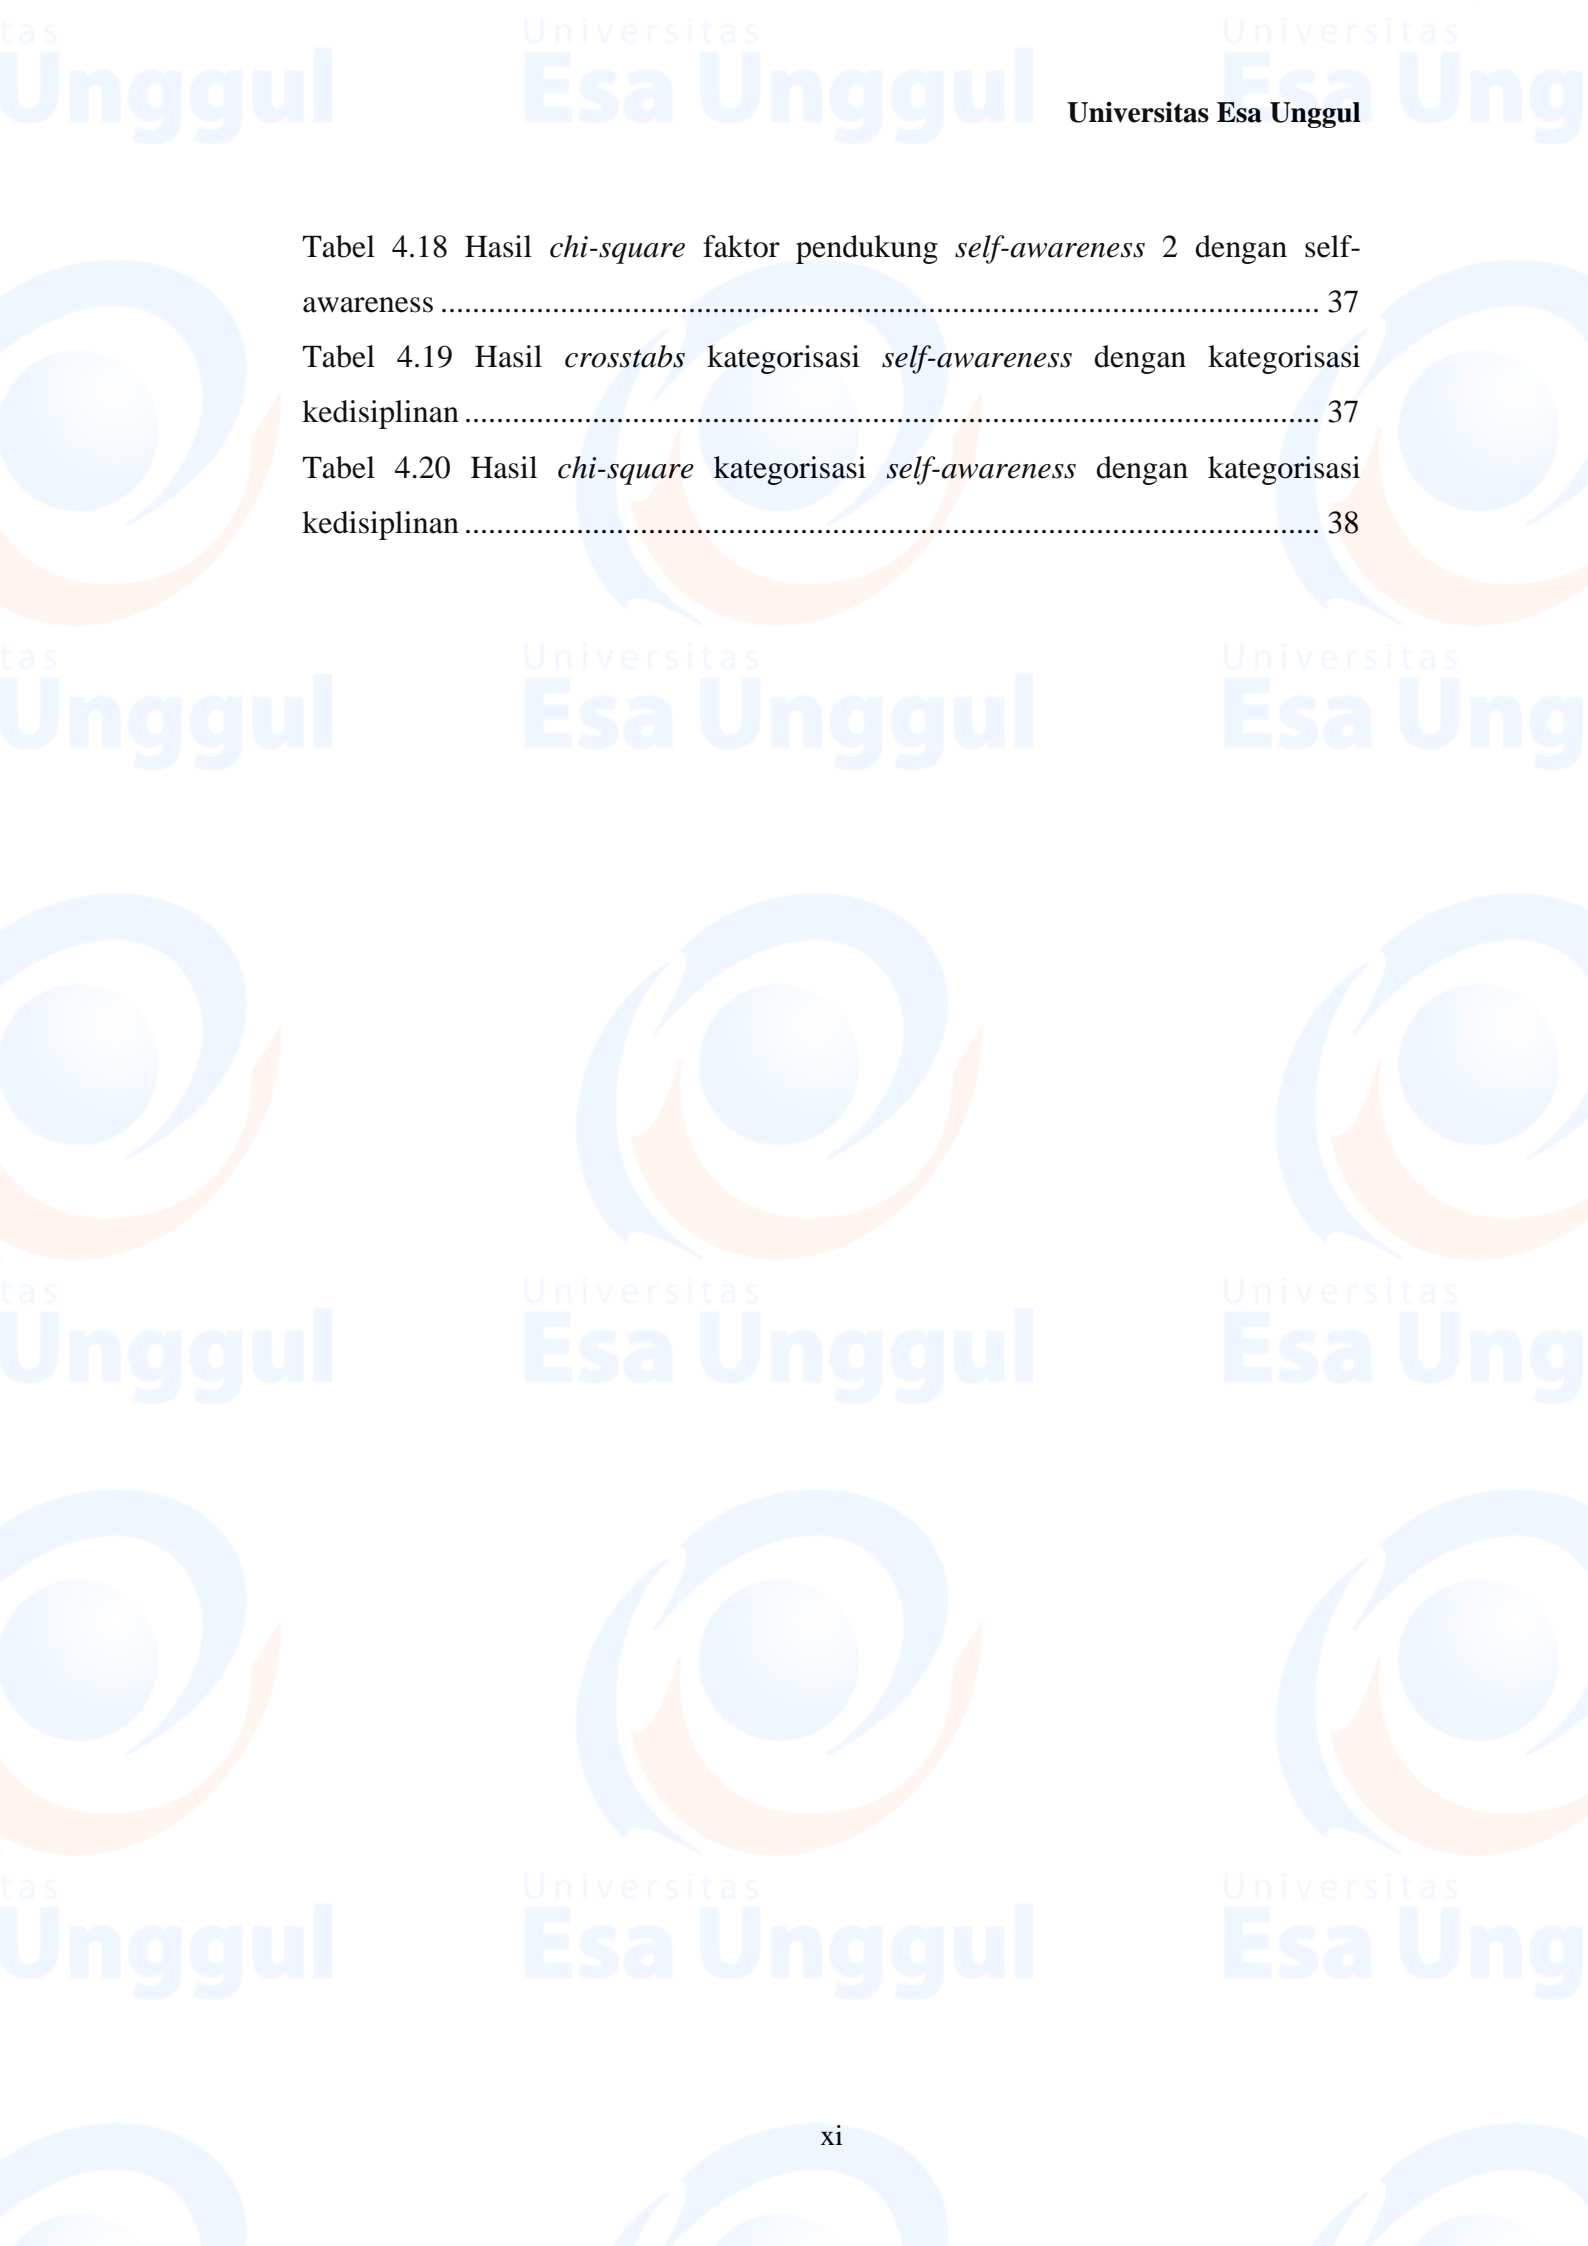 Universitas Esa Unggul
Tabel 4.18 Hasil chi-square faktor pendukung self-awareness 2 dengan self-
awareness ................................................................................................................ 37
Tabel 4.19 Hasil crosstabs kategorisasi self-awareness dengan kategorisasi
kedisiplinan ............................................................................................................. 37
Tabel 4.20 Hasil chi-square kategorisasi self-awareness dengan kategorisasi
kedisiplinan ............................................................................................................. 38
xi